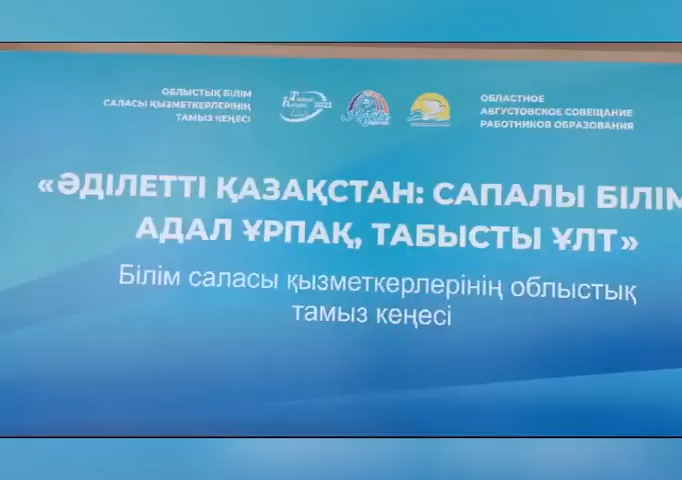 ОБЛЫСТЫҚ БІЛІМ
САЛАСЫ ҚЫЗМЕТКЕРЛЕРІНІҢ
ТАМЫЗ КЕҢЕСІ
2023
ОБЛАСТНОЕ
АВГУСТОВСКОЕ СОВЕЩАНИЕ
РАБОТНИКОВ ОБРАЗОВАНИЯ
«ӘДІЛЕТТІ ҚАЗАҚСТАН: САПАЛЫ БІЛІМ
АДАЛ ҰРПАҚ, ТАБЫСТЫ ҰЛТ»
Білім саласы қызметкерлерінің облыстық
тамыз кеңесі